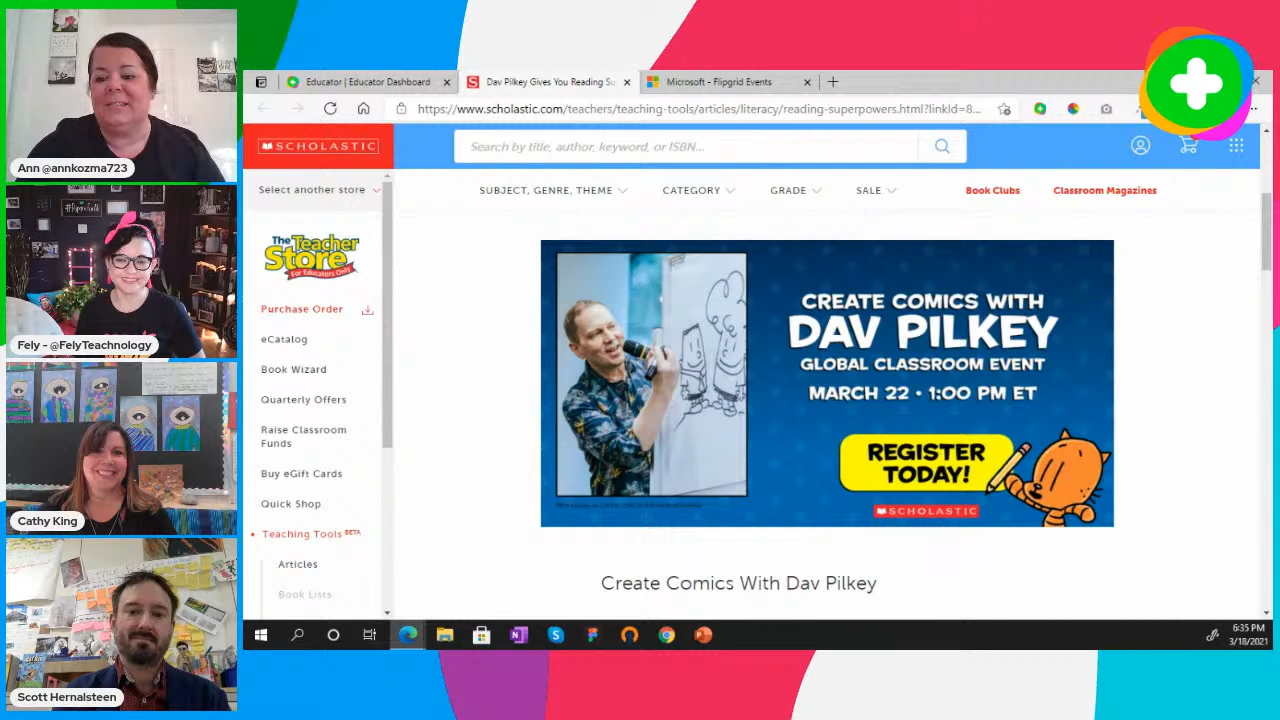 Ann @annkozma723
Fely - @FelyTeachnology
Cathy King
Scott Hernalsteen
Educator | Educator Dashboard
Dav Pilkey Gives You Reading Su
Microsoft - Flipgrid Events
https://www.scholastic.com/teachers/teaching-tools/articles/literacy/reading-superpowers.html?linkId=8...
SCHOLASTIC
Search by title, author, keyword, or ISBN...
Select another store
SUBJECT, GENRE, THEME
CATEGORY
GRADE
SALE
Book Clubs
Classroom Magazines
The Teacher Store
For Educators Only
Purchase Order
eCatalog
Book Wizard
Quarterly Offers
Raise Classroom
Funds
Buy eGift Cards
Quick Shop
Teaching Tools BETA
Articles
Book Lists
CREATE COMICS WITH
DAV PILKEY
GLOBAL CLASSROOM EVENT
MARCH 22 • 1:00 PM ET
REGISTER
TODAY!
SCHOLASTIC
Create Comics With Dav Pilkey
6:35 PM
3/18/2021